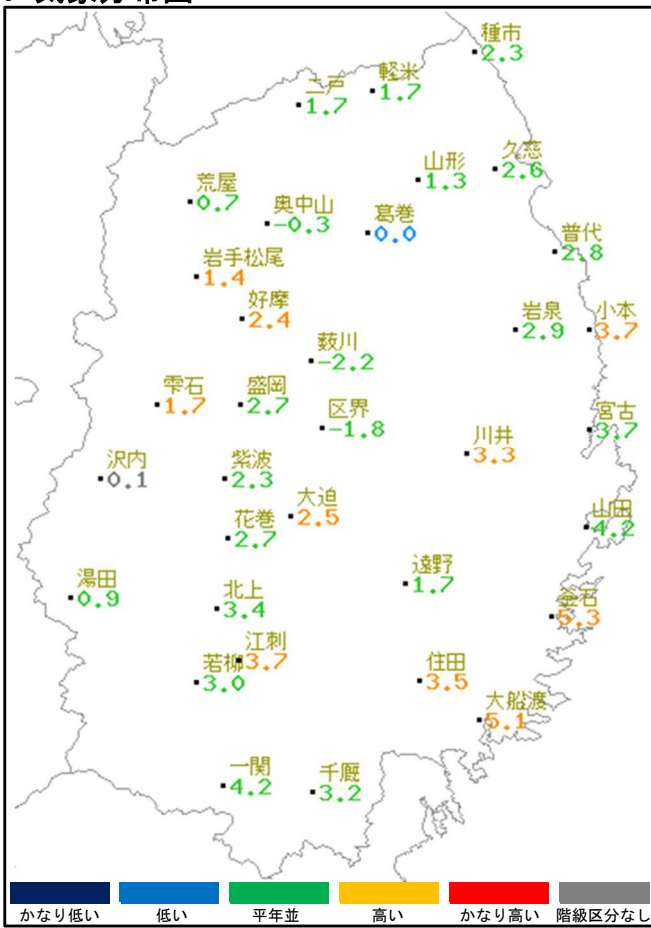 種市
2.3
軽米
1.7
二戸
1.7
久慈
2.6
山形
1.3
荒屋
0.7
奥中山
-0.3
葛巻
0.0
普代
2.8
岩手松尾
1.4
好摩
2.4
岩泉
2.9
小本
3.7
薮川
-2.2
雫石
1.7
盛岡
2.7
区界
-1.8
宮古
3.7
川井
3.3
沢内
0.1
紫波
2.3
大迫
2.5
花巻
2.7
山田
4.2
湯田
0.9
北上
3.4
遠野
1.7
釜石
5.3
江刺
3.7
若柳
3.0
住田
3.5
大船渡
5.1
一関
4.2
千厩
3.2
かなり低い 低い 平年並 高い かなり高い 階級区分なし